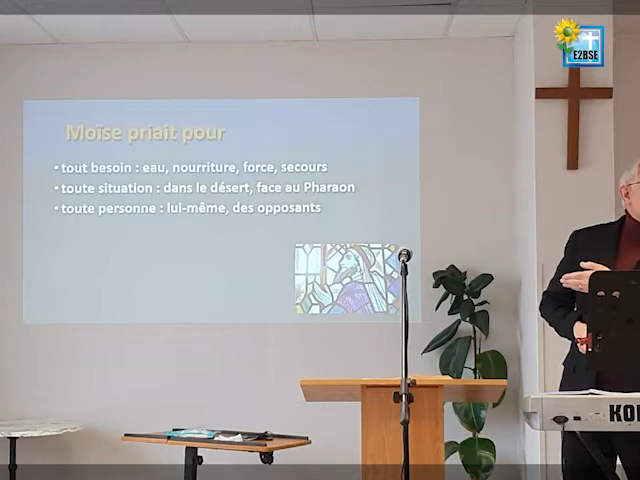 E2BSE
Moïse priait pour
• tout besoin : eau, nourriture, force, secours
• toute situation : dans le désert, face au Pharaon
• toute personne : lui-même, des opposants